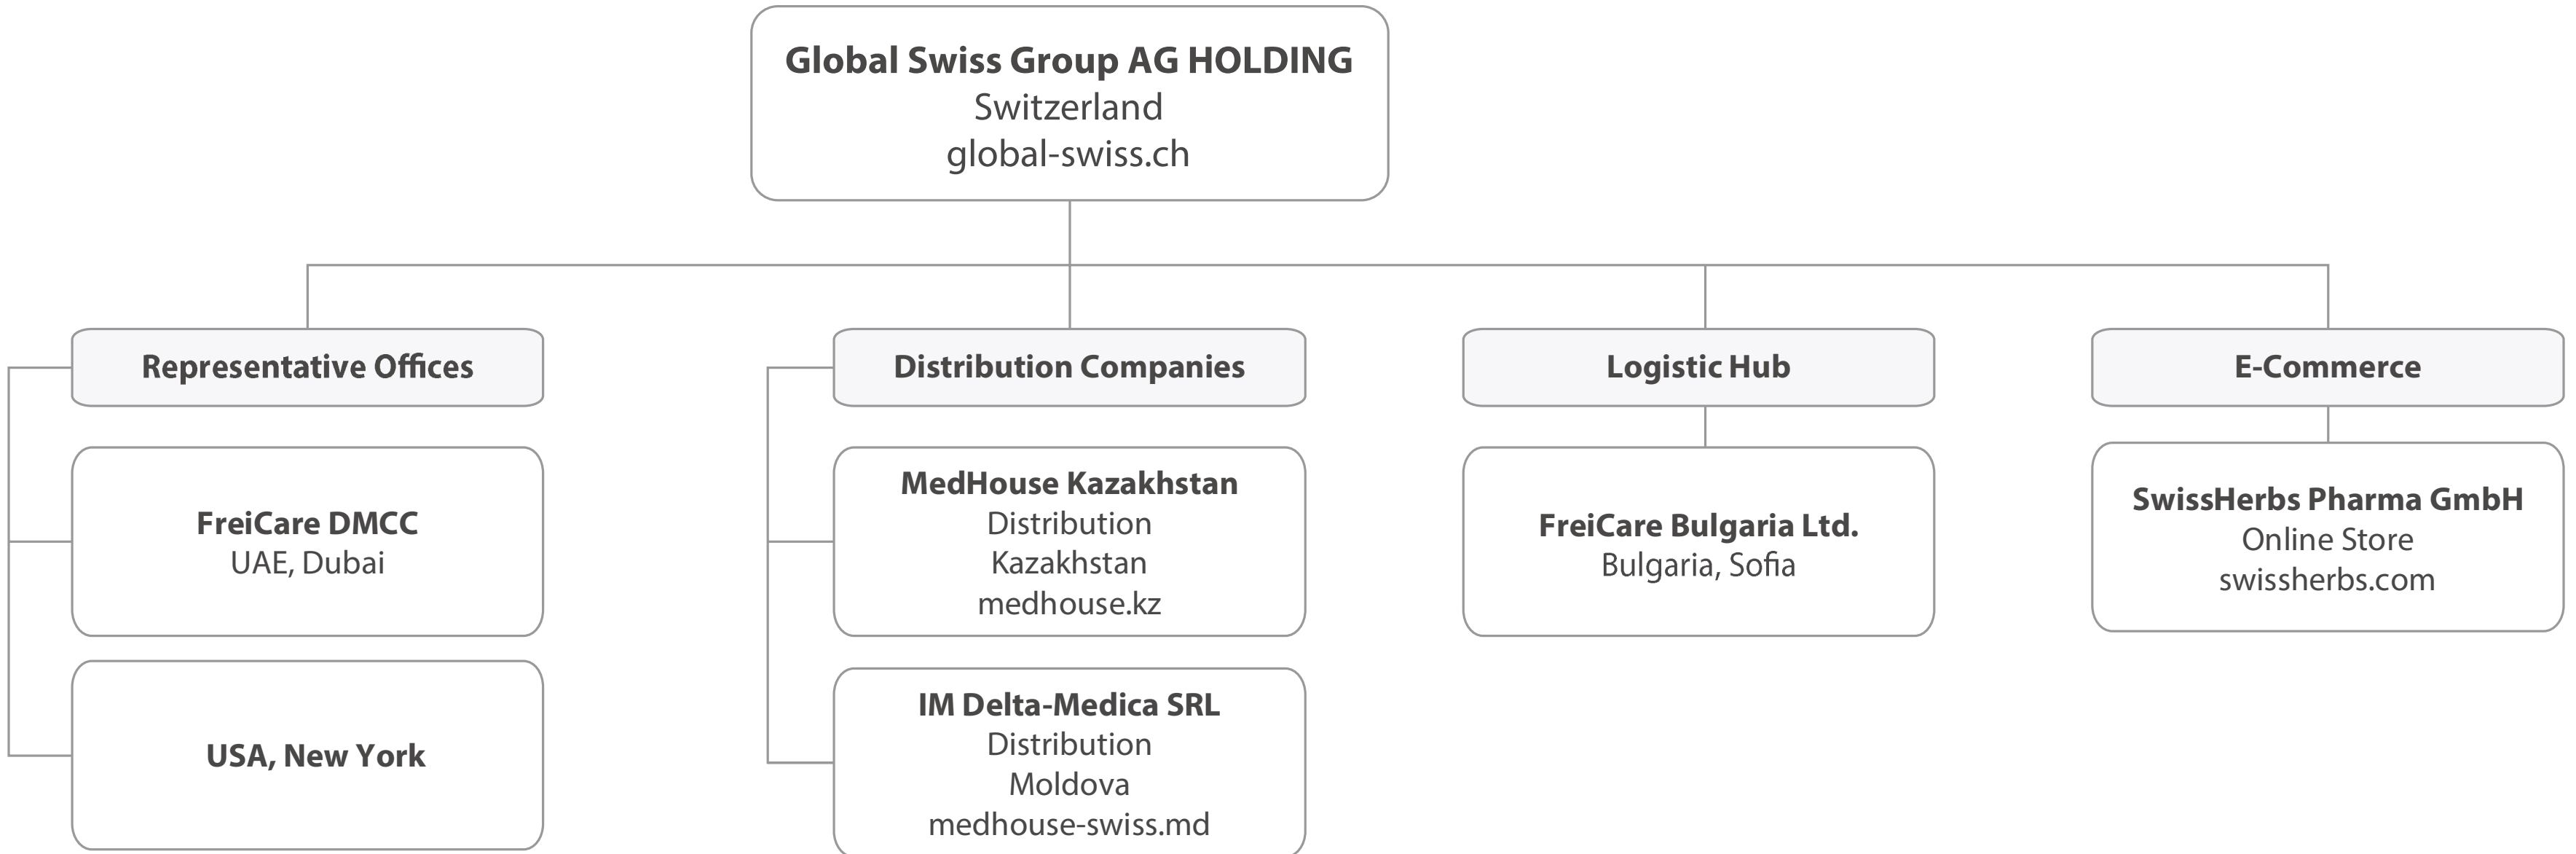 Global Swiss Group AG HOLDING
Switzerland
global-swiss.ch
Representative Offices
FreiCare DMCC
UAE, Dubai
USA, New York
Distribution Companies
MedHouse Kazakhstan
Distribution
Kazakhstan
medhouse.kz
IM Delta-Medica SRL
Distribution
Moldova
medhouse-swiss.md
Logistic Hub
FreiCare Bulgaria Ltd.
Bulgaria, Sofia
E-Commerce
SwissHerbs Pharma GmbH
Online Store
swissherbs.com